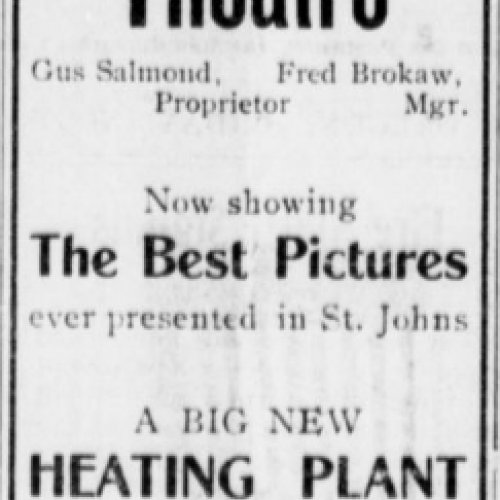 Theatre
Gus Salmond, Fred Brokaw,
Proprietor Mgr.
Now showing
The Best Pictures
ever presented in St. Johns
A BIG NEW
HEATING PLANT